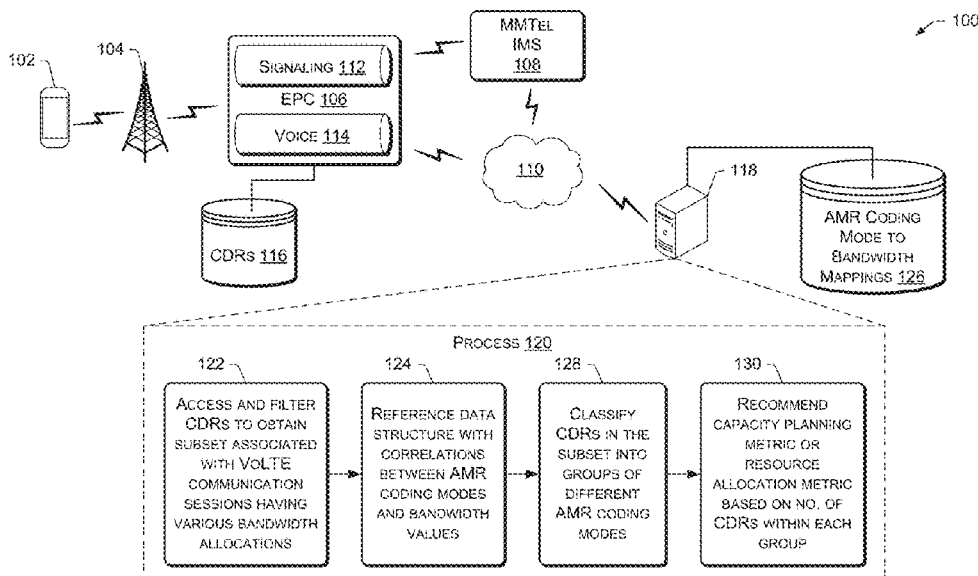 100
102
104
SIGNALING 112
EPC 106
VOICE 114
MMTEL
IMS
108
110
118
CDRS 116
AMR CODING
MODE TO
BANDWIDTH
MAPPINGS 126
PROCESS 120
122
ACCESS AND FILTER
CDRS TO OBTAIN
SUBSET ASSOCIATED
WITH VOLTE
COMMUNICATION
SESSIONS HAVING
VARIOUS BANDWIDTH
ALLOCATIONS
124
REFERENCE DATA
STRUCTURE WITH
CORRELATIONS
BETWEEN AMR
CODING MODES
AND BANDWIDTH
VALUES
128
CLASSIFY
CDRS IN THE
SUBSET INTO
GROUPS OF
DIFFERENT
AMR CODING
MODES
130
RECOMMEND
CAPACITY PLANNING
METRIC OR
RESOURCE
ALLOCATION METRIC
BASED ON NO. OF
CDRS WITHIN EACH
GROUP